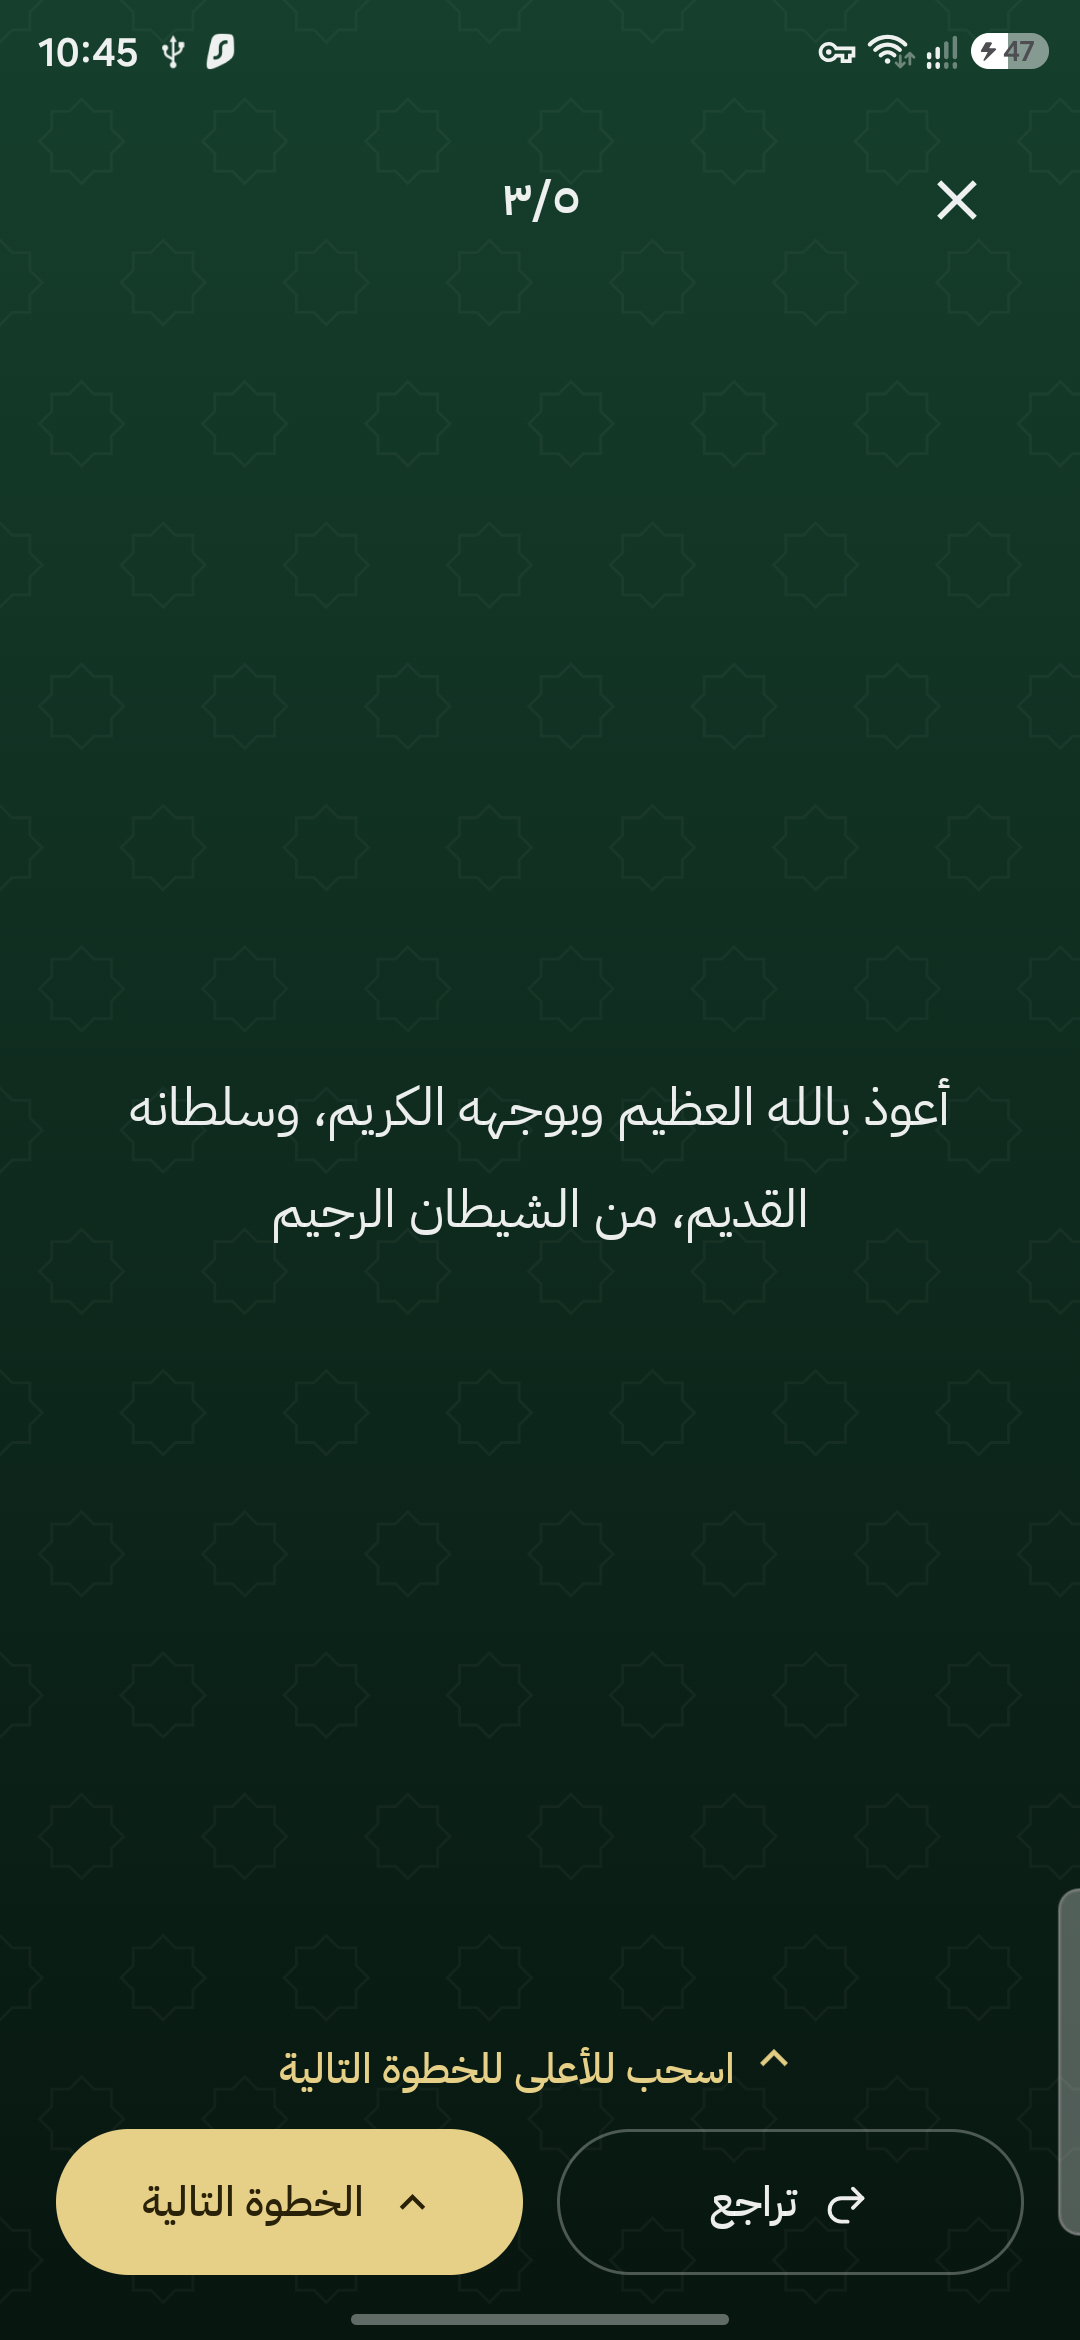 10:45
47
٣/٥
أعوذ بالله العظيم وبوجهه الكريم، وسلطانه
القديم، من الشيطان الرجيم
اسحب للأعلى للخطوة التالية
تراجع
الخطوة التالية